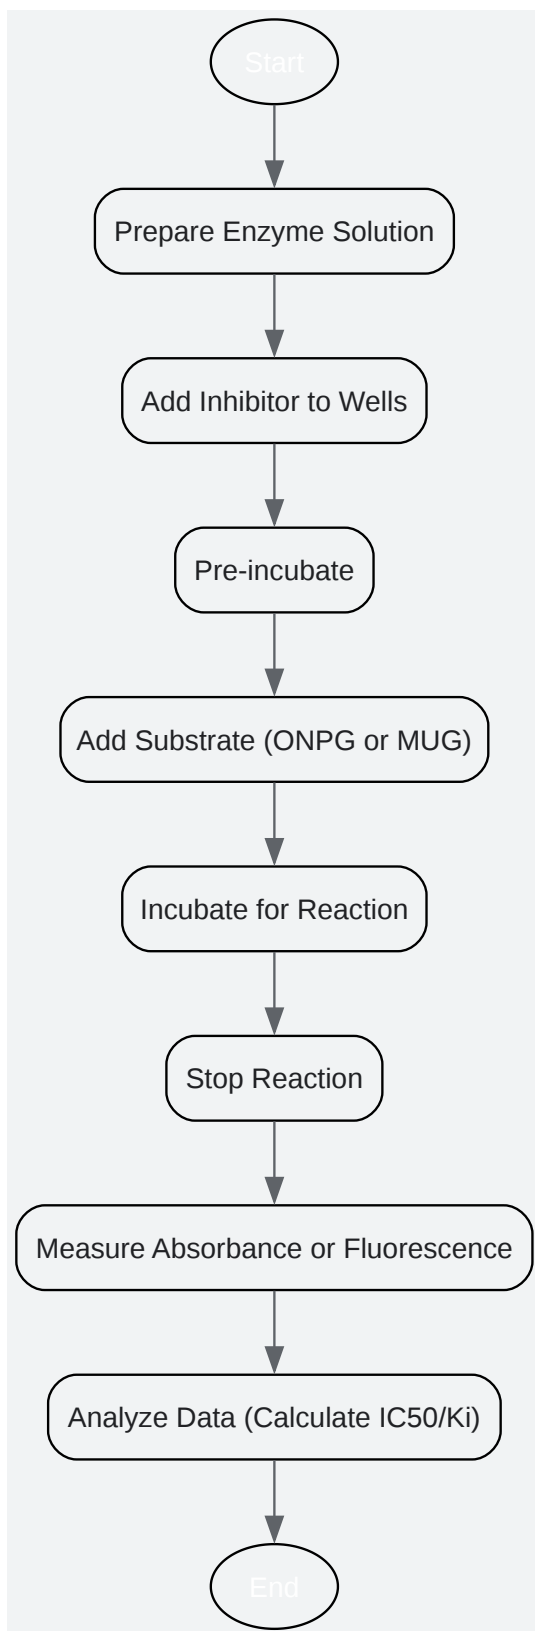 Start
Prepare Enzyme Solution
Add Inhibitor to Wells
Pre-incubate
Add Substrate (ONPG or MUG)
Incubate for Reaction
Stop Reaction
Measure Absorbance or Fluorescence
Analyze Data (Calculate IC50/Ki)
End